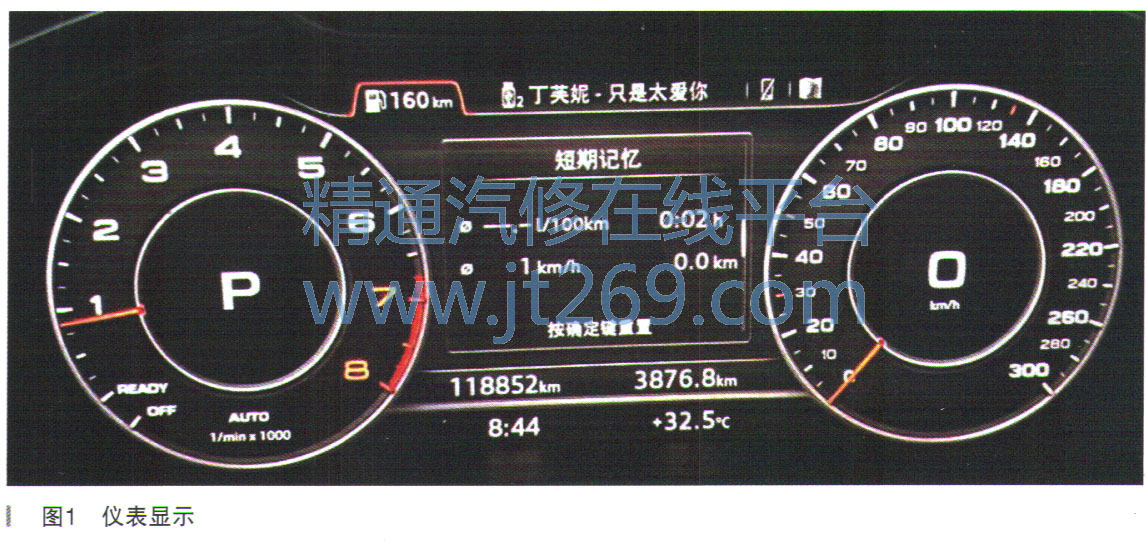 160 km
2 丁芙妮 - 只是太爱你
短期记忆
ø --.- l/100km 0:02 h
ø 1 km/h 0.0 km
按确定键重置
118852km 3876.8km
8:44 +32.5°C
1 2 3 4 5 6 7 8
P
READY
OFF
AUTO
1/min x 1000
0 10 20 30 40 50 60 70 80 90 100 120 140 160 180 200 220 240 260 280 300
0
km/h
精通汽修在线平台
www.jt269.com
图1 仪表显示